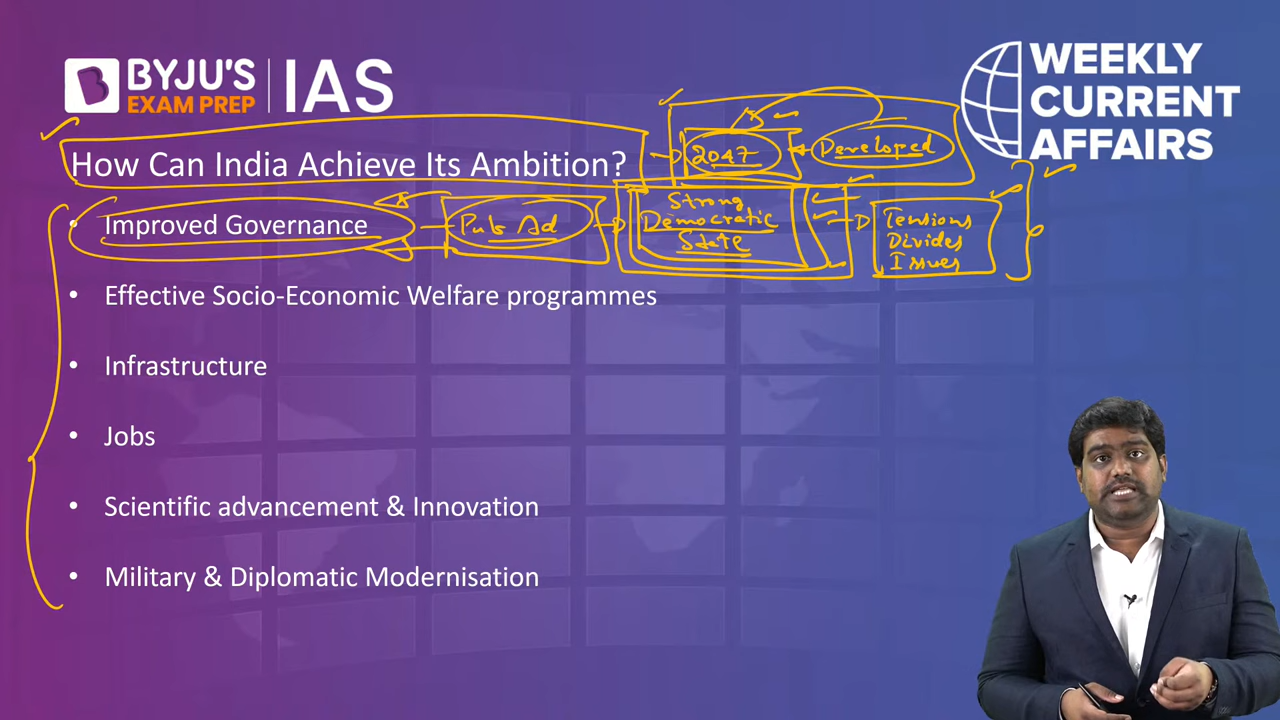 BYJU'S
EXAM PREP
IAS
WEEKLY
CURRENT
AFFAIRS
How Can India Achieve Its Ambition?
2047
Developed
• Improved Governance
Pub Ad
Strong
Democratic
State
Tensions
Divides
Issues
• Effective Socio-Economic Welfare programmes
• Infrastructure
• Jobs
• Scientific advancement & Innovation
• Military & Diplomatic Modernisation